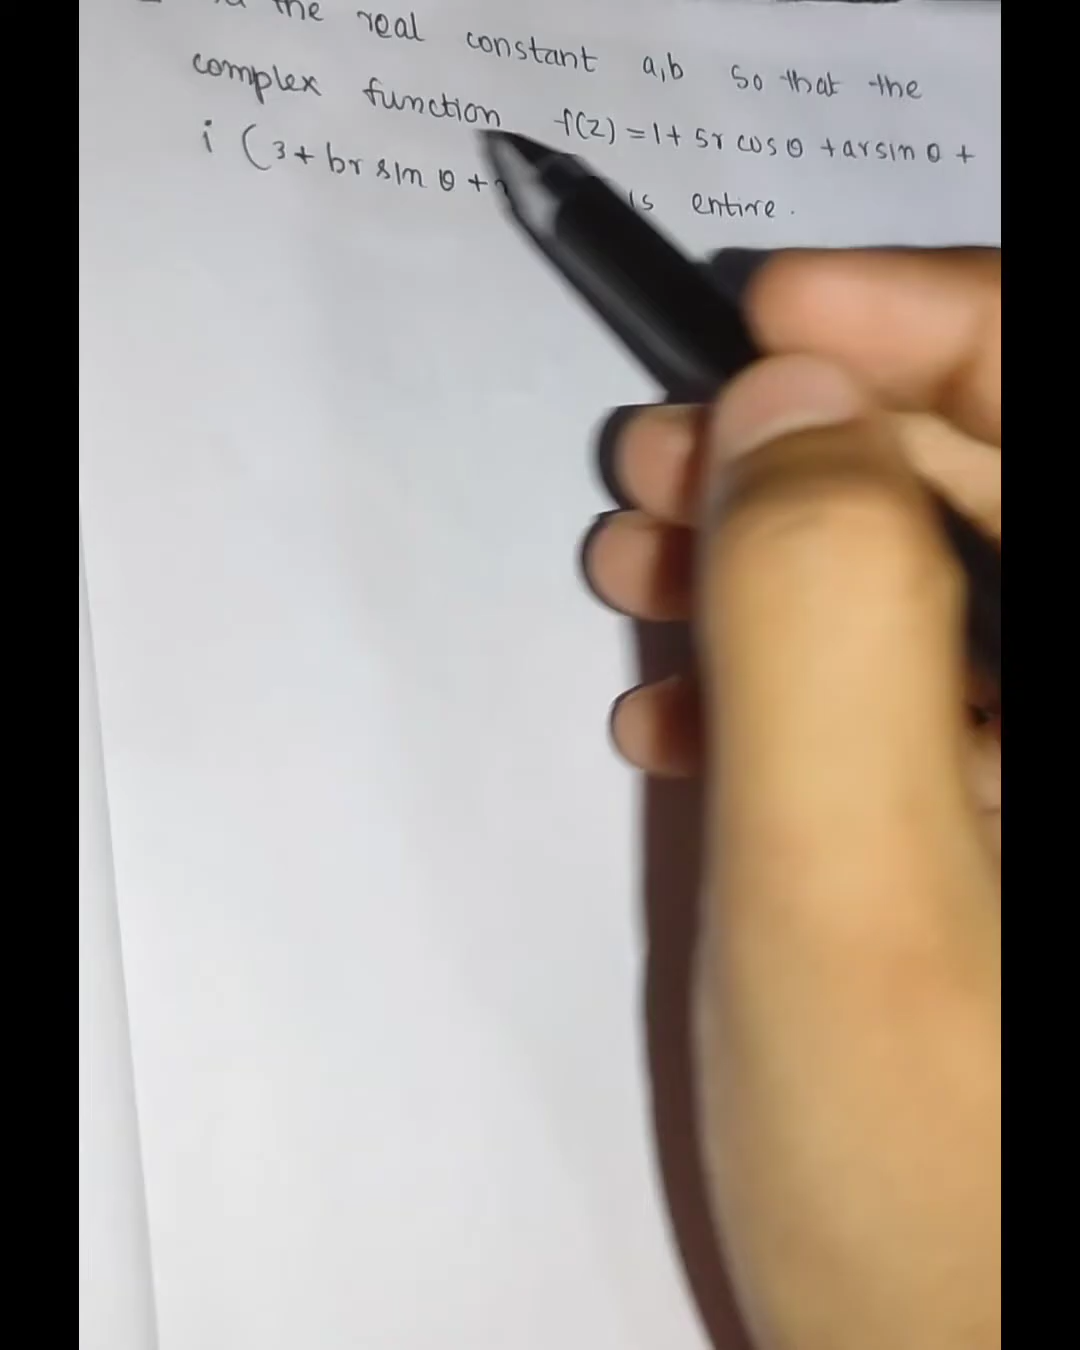 the real constant a,b so that the
complex function f(z) = 1 + 5r cos θ + ar sin θ +
i (3 + br sin θ + is entire.